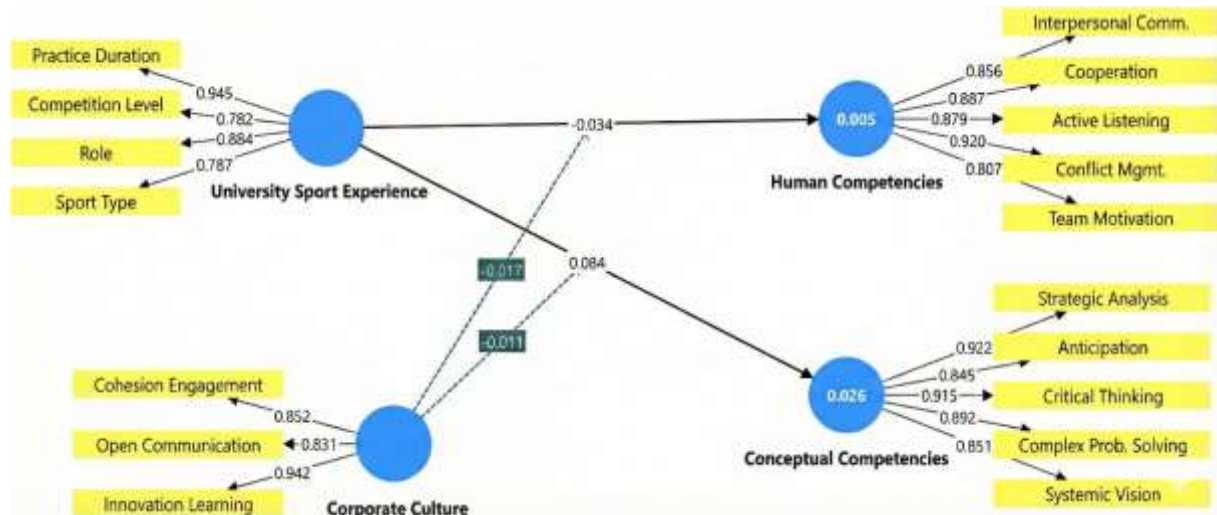 Practice Duration
0.945
Competition Level
0.782
Role
0.884
0.787
Sport Type
University Sport Experience
-0.034
Interpersonal Comm.
0.856
Cooperation
0.887
0.005
0.879
Active Listening
0.920
Conflict Mgmt.
0.807
Team Motivation
Human Competencies
-0.017
0.084
-0.011
Cohesion Engagement
0.852
Open Communication
0.831
0.942
Innovation Learning
Corporate Culture
Strategic Analysis
0.922
Anticipation
0.845
0.026
0.915
Critical Thinking
0.892
Complex Prob. Solving
0.851
Systemic Vision
Conceptual Competencies